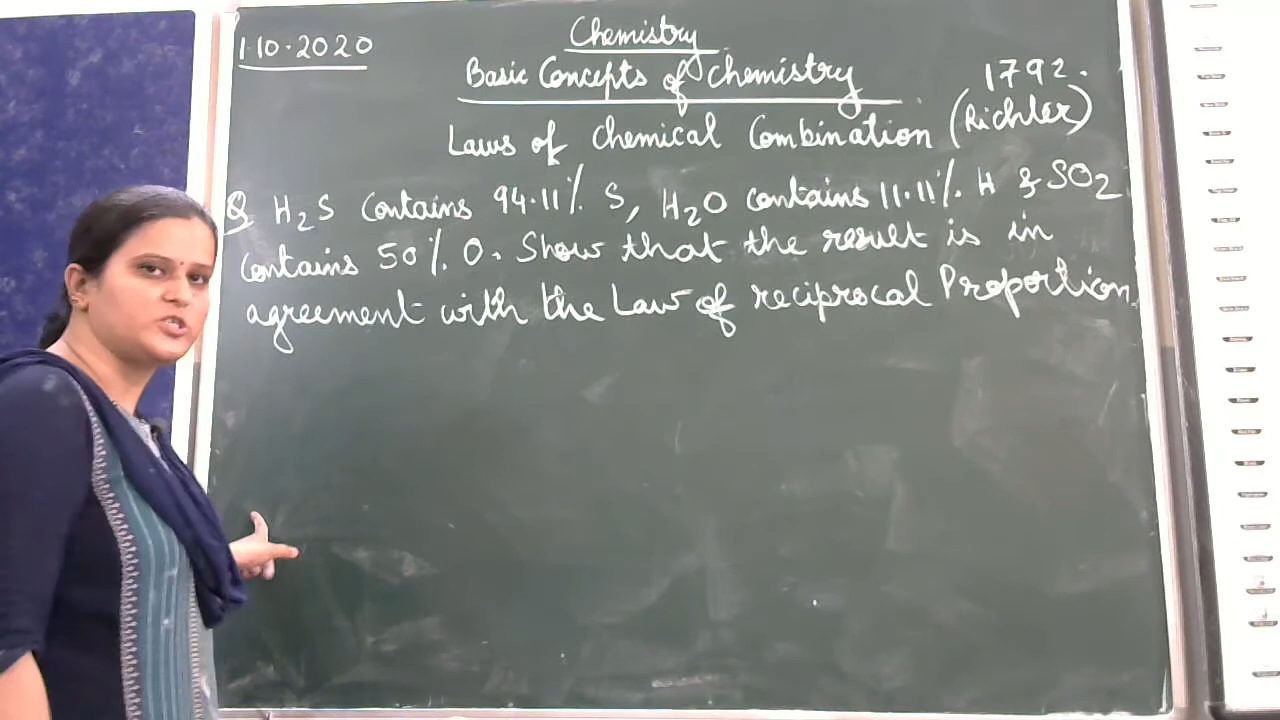 1.10.2020
Chemistry
Basic Concepts of Chemistry
1792.
Laws of Chemical Combination (Richter)
Q H₂S Contains 94.11% S, H₂O contains 11.11% H & SO₂
Contains 50% O. Show that the result is in
agreement with the Law of reciprocal Proportion.